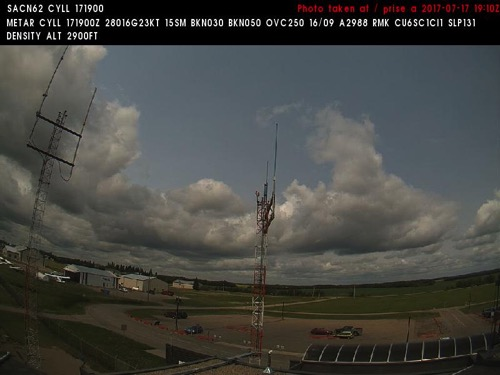 SACN62 CYLL 171900
Photo taken at / prise a 2017-07-17 19:10Z
METAR CYLL 171900Z 28016G23KT 15SM BKN030 BKN050 OVC250 16/09 A2988 RMK CU6SC1CI1 SLP131
DENSITY ALT 2900FT